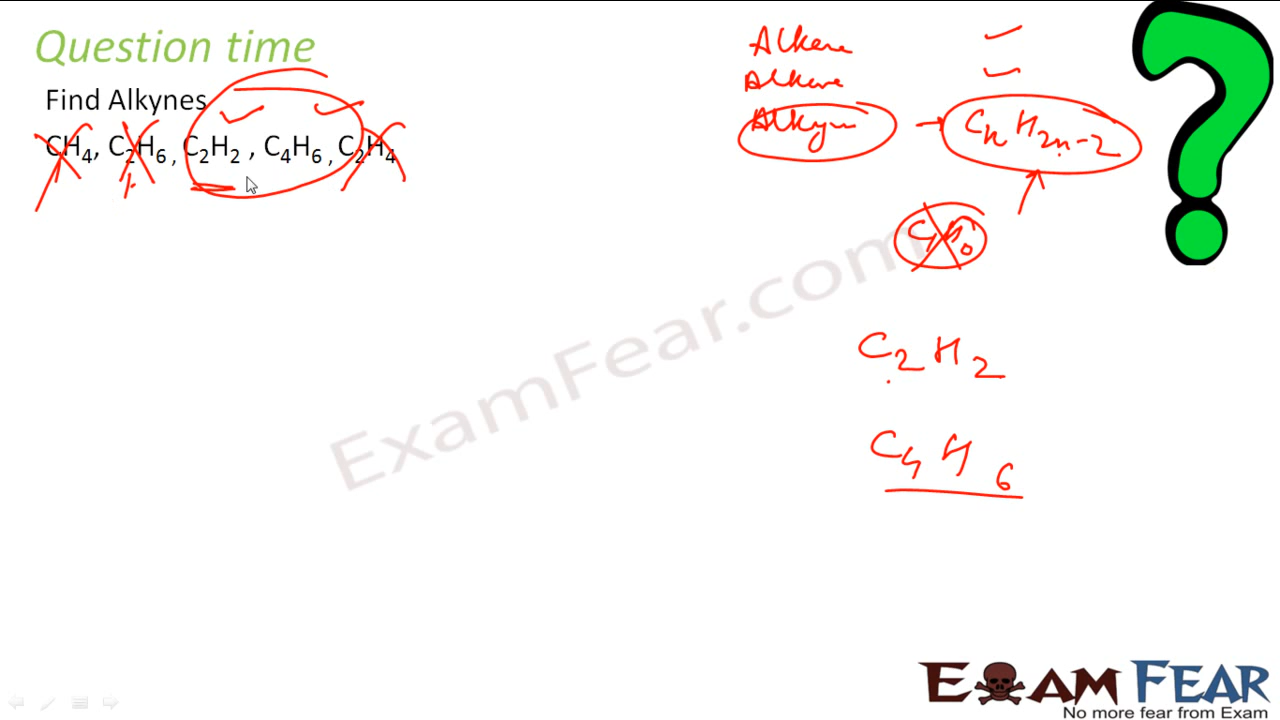 Question time
Find Alkynes
CH₄, C₂H₆, C₂H₂, C₄H₆, C₂H₄
Alkane
Alkene
Alkyne → CₙH₂ₙ₋₂
C₂H₂
C₄H₆
ExamFear.com
EXAM FEAR
No more fear from Exam